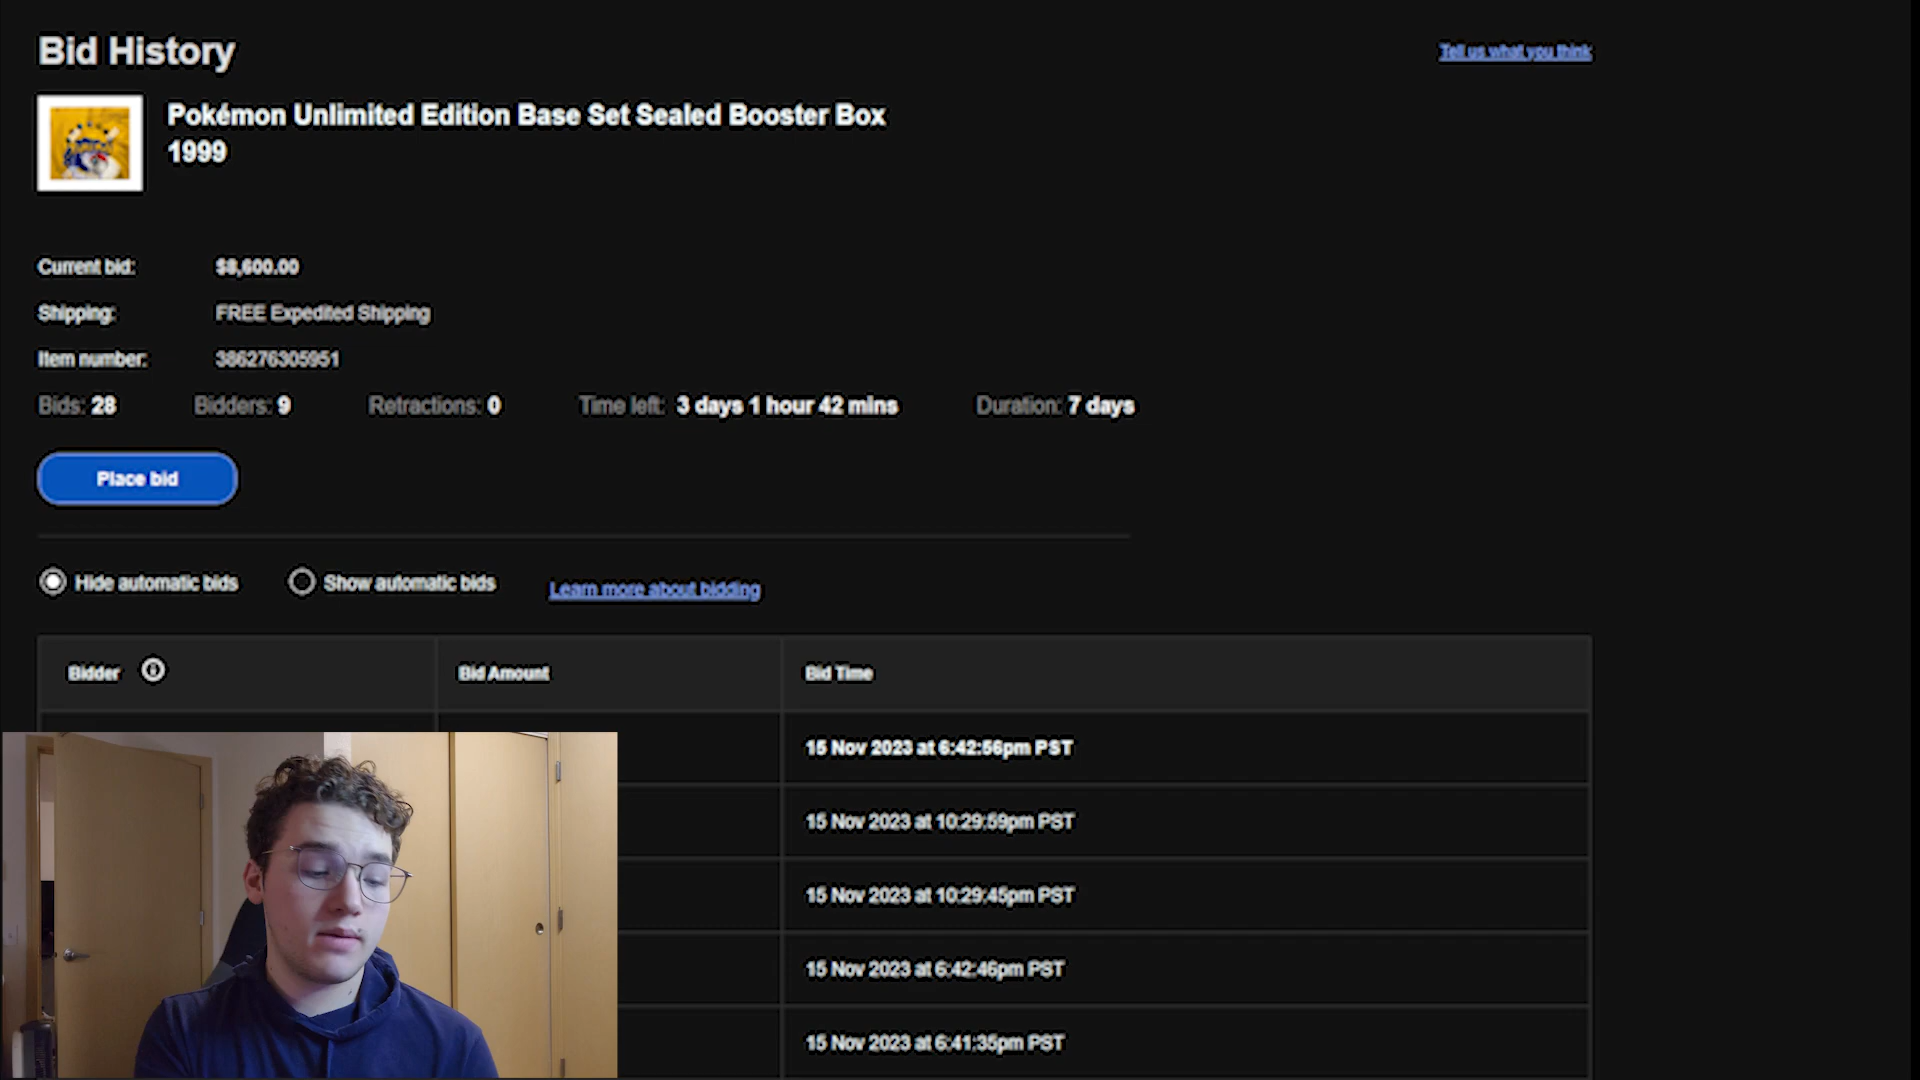 Bid History
Tell us what you think
Pokémon Unlimited Edition Base Set Sealed Booster Box
1999
Current bid: $8,600.00
Shipping: FREE Expedited Shipping
Item number: 386276305951
Bids: 28 Bidders: 9 Retractions: 0 Time left: 3 days 1 hour 42 mins Duration: 7 days
Place bid
Hide automatic bids Show automatic bids Learn more about bidding
Bidder Bid Amount Bid Time
15 Nov 2023 at 6:42:56pm PST
15 Nov 2023 at 10:29:59pm PST
15 Nov 2023 at 10:29:45pm PST
15 Nov 2023 at 6:42:46pm PST
15 Nov 2023 at 6:41:35pm PST